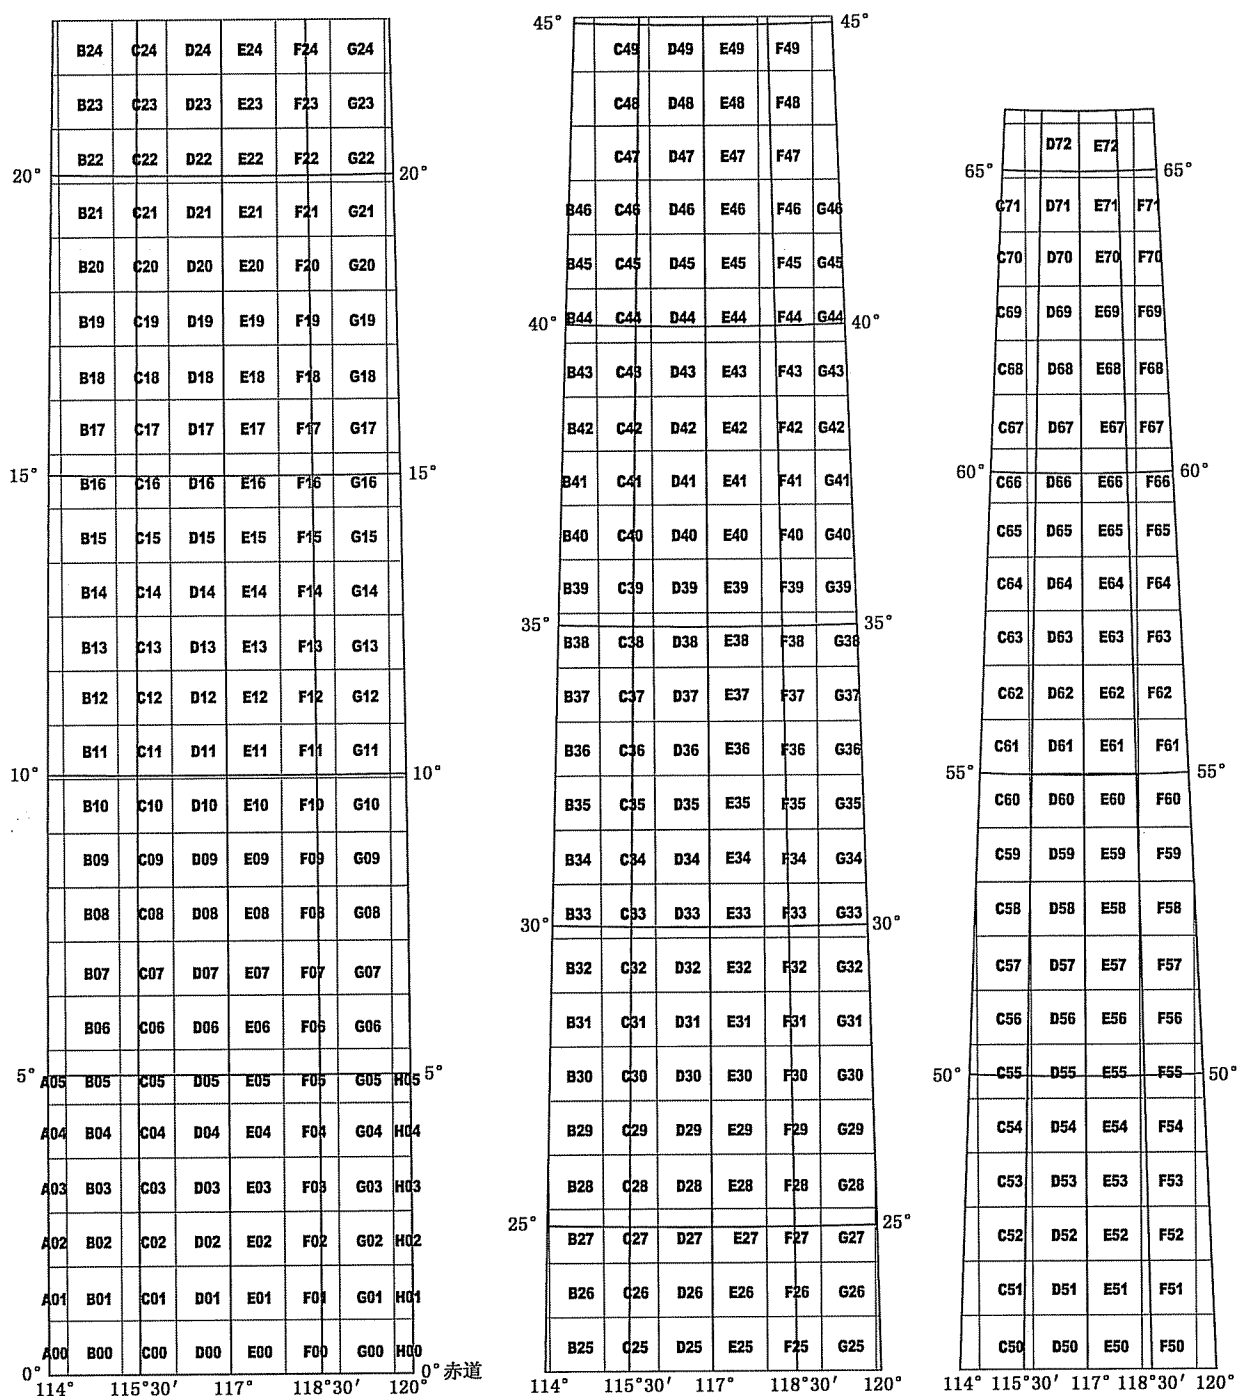 B24 C24 D24 E24 F24 G24
B23 C23 D23 E23 F23 G23
B22 C22 D22 E22 F22 G22
20° 20°
B21 C21 D21 E21 F21 G21
B20 C20 D20 E20 F20 G20
B19 C19 D19 E19 F19 G19
B18 C18 D18 E18 F18 G18
B17 C17 D17 E17 F17 G17
15° 15°
B16 C16 D16 E16 F16 G16
B15 C15 D15 E15 F15 G15
B14 C14 D14 E14 F14 G14
B13 C13 D13 E13 F13 G13
B12 C12 D12 E12 F12 G12
B11 C11 D11 E11 F11 G11
10° 10°
B10 C10 D10 E10 F10 G10
B09 C09 D09 E09 F09 G09
B08 C08 D08 E08 F08 G08
B07 C07 D07 E07 F07 G07
B06 C06 D06 E06 F06 G06
5° 5°
A05 B05 C05 D05 E05 F05 G05 H05
A04 B04 C04 D04 E04 F04 G04 H04
A03 B03 C03 D03 E03 F03 G03 H03
A02 B02 C02 D02 E02 F02 G02 H02
A01 B01 C01 D01 E01 F01 G01 H01
A00 B00 C00 D00 E00 F00 G00 H00
0° 0° 赤道
114° 115°30′ 117° 118°30′ 120°
45° 45°
C49 D49 E49 F49
C48 D48 E48 F48
C47 D47 E47 F47
B46 C46 D46 E46 F46 G46
B45 C45 D45 E45 F45 G45
B44 C44 D44 E44 F44 G44
40° 40°
B43 C43 D43 E43 F43 G43
B42 C42 D42 E42 F42 G42
B41 C41 D41 E41 F41 G41
B40 C40 D40 E40 F40 G40
B39 C39 D39 E39 F39 G39
35° 35°
B38 C38 D38 E38 F38 G38
B37 C37 D37 E37 F37 G37
B36 C36 D36 E36 F36 G36
B35 C35 D35 E35 F35 G35
B34 C34 D34 E34 F34 G34
B33 C33 D33 E33 F33 G33
30° 30°
B32 C32 D32 E32 F32 G32
B31 C31 D31 E31 F31 G31
B30 C30 D30 E30 F30 G30
B29 C29 D29 E29 F29 G29
B28 C28 D28 E28 F28 G28
25° 25°
B27 C27 D27 E27 F27 G27
B26 C26 D26 E26 F26 G26
B25 C25 D25 E25 F25 G25
114° 115°30′ 117° 118°30′ 120°
D72 E72
65° 65°
C71 D71 E71 F71
C70 D70 E70 F70
C69 D69 E69 F69
C68 D68 E68 F68
C67 D67 E67 F67
60° 60°
C66 D66 E66 F66
C65 D65 E65 F65
C64 D64 E64 F64
C63 D63 E63 F63
C62 D62 E62 F62
C61 D61 E61 F61
55° 55°
C60 D60 E60 F60
C59 D59 E59 F59
C58 D58 E58 F58
C57 D57 E57 F57
C56 D56 E56 F56
50° 50°
C55 D55 E55 F55
C54 D54 E54 F54
C53 D53 E53 F53
C52 D52 E52 F52
C51 D51 E51 F51
C50 D50 E50 F50
114° 115°30′ 117° 118°30′ 120°